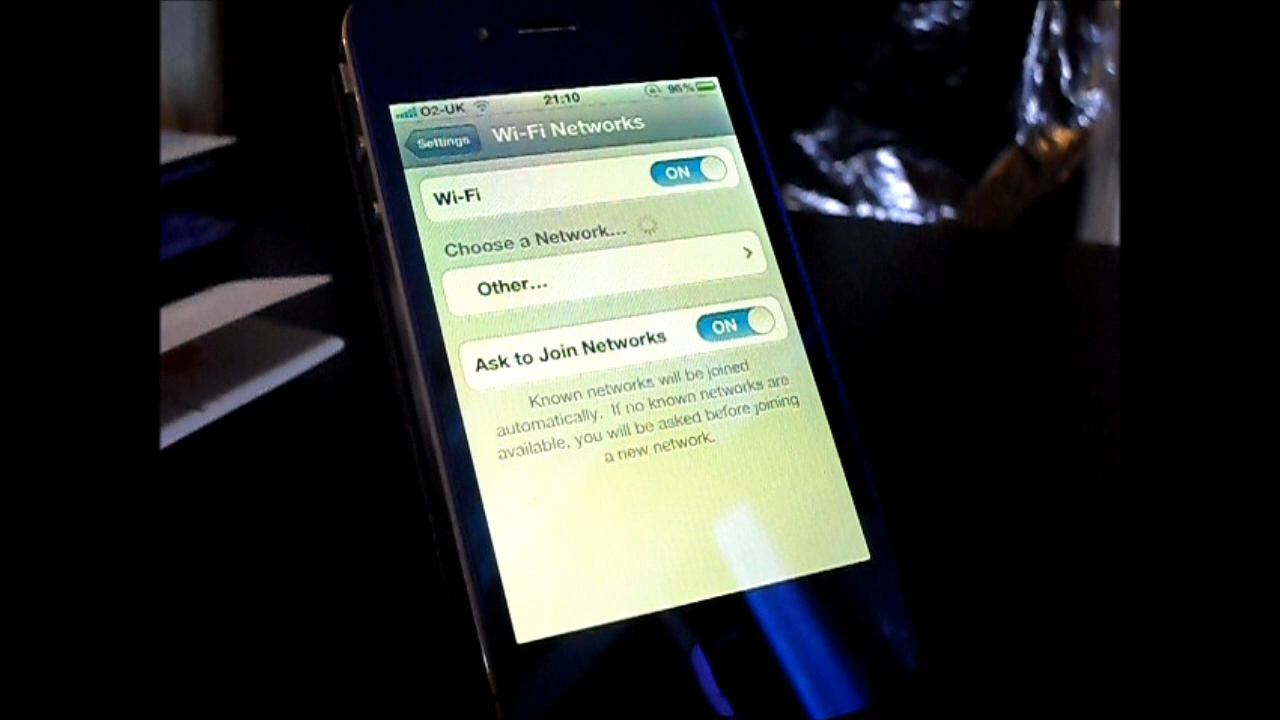 O2-UK 21:10 96%
Settings Wi-Fi Networks
Wi-Fi ON
Choose a Network...
Other...
Ask to Join Networks ON
Known networks will be joined
automatically. If no known networks are
available, you will be asked before joining
a new network.